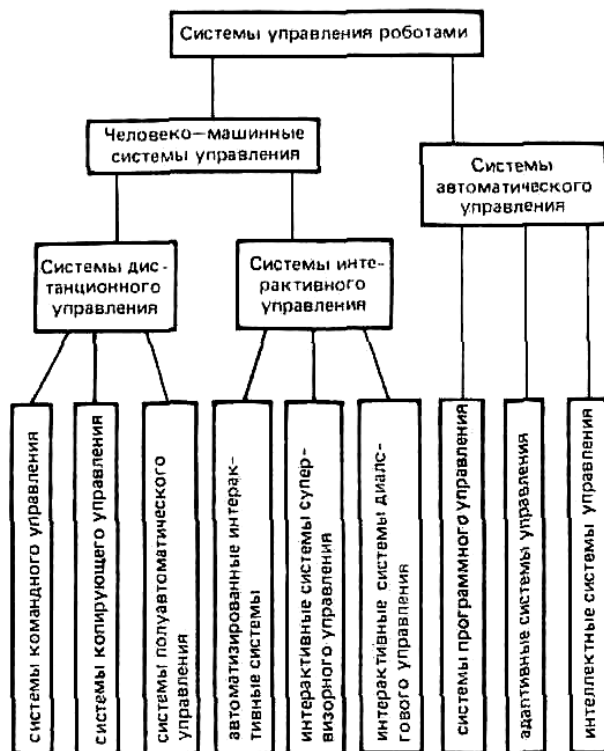 Системы управления роботами
Человеко—машинные
системы управления
Системы
автоматического
управления
Системы дис-
танционного
управления
Системы инте-
рактивного
управления
системы командного управления
системы копирующего управления
системы полуавтоматического
управления
автоматизированные интерак-
тивные системы
интерактивные системы супер-
визорного управления
интерактивные системы диало-
гового управления
системы программного управления
адаптивные системы управления
интеллектные системы управления